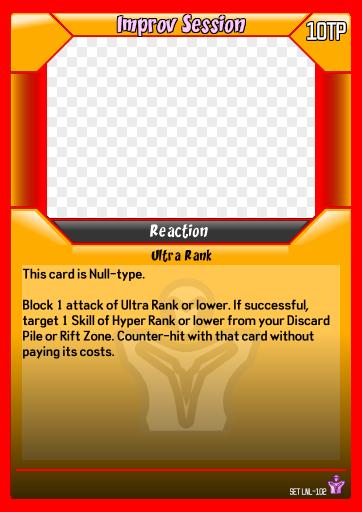 Improv Session
10TP
Reaction
Ultra Rank
This card is Null-type.
Block 1 attack of Ultra Rank or lower. If successful,
target 1 Skill of Hyper Rank or lower from your Discard
Pile or Rift Zone. Counter-hit with that card without
paying its costs.
SET LNL-102